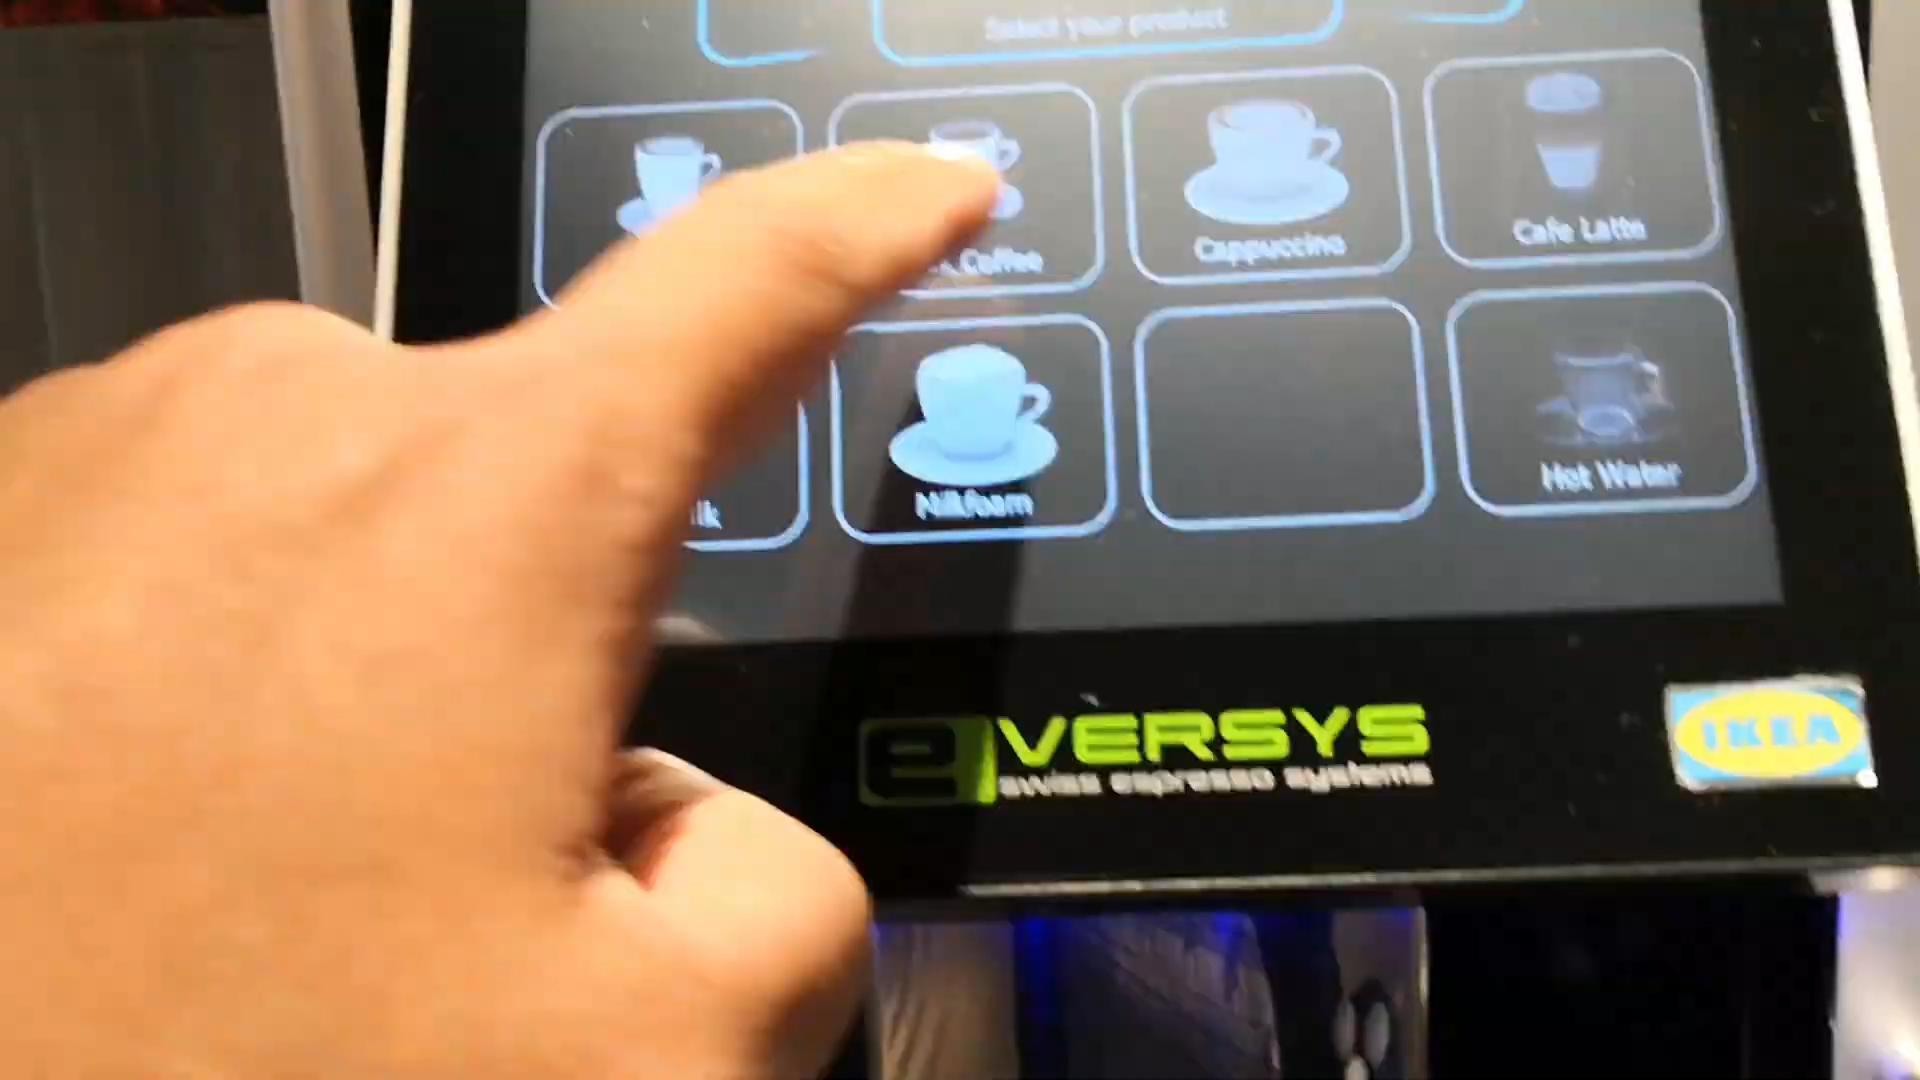 Select your product
Coffee
Cappuccino
Cafe Latte
Milkfoam
Hot Water
eVERSYS
swiss espresso systems
IKEA